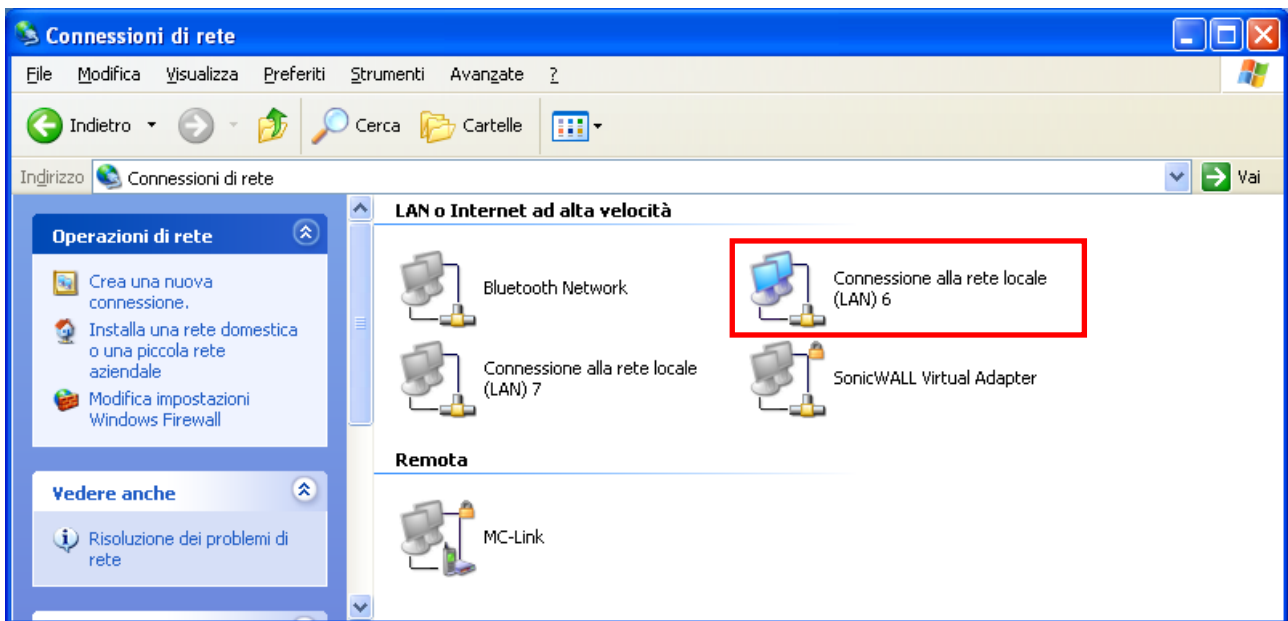 Connessioni di rete
File Modifica Visualizza Preferiti Strumenti Avanzate ?
Indietro Cerca Cartelle
Indirizzo Connessioni di rete Vai
Operazioni di rete
Crea una nuova
connessione.
Installa una rete domestica
o una piccola rete
aziendale
Modifica impostazioni
Windows Firewall
Vedere anche
Risoluzione dei problemi di
rete
LAN o Internet ad alta velocità
Bluetooth Network
Connessione alla rete locale
(LAN) 6
Connessione alla rete locale
(LAN) 7
SonicWALL Virtual Adapter
Remota
MC-Link